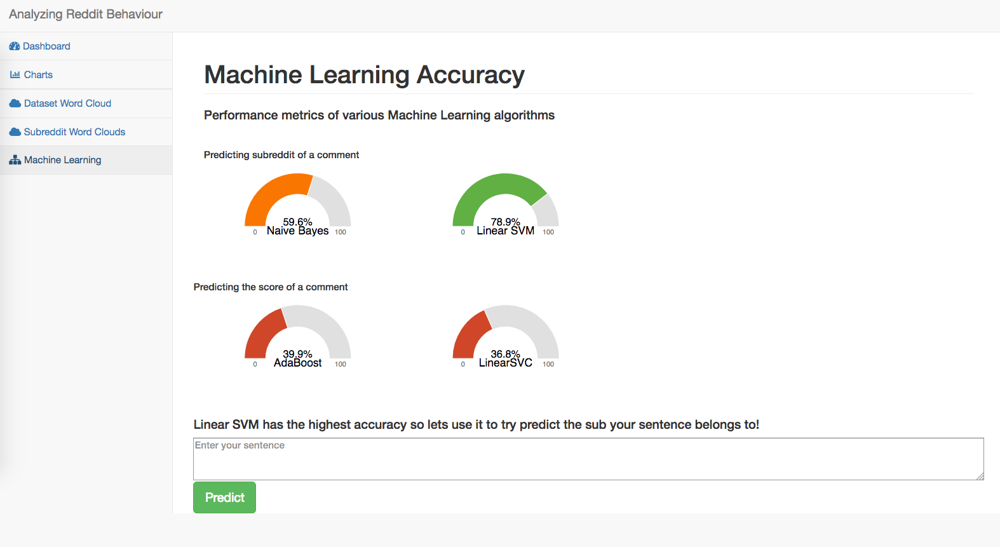 Analyzing Reddit Behaviour
Dashboard
Charts
Dataset Word Cloud
Subreddit Word Clouds
Machine Learning
Machine Learning Accuracy
Performance metrics of various Machine Learning algorithms
Predicting subreddit of a comment
59.6%
0 Naive Bayes 100
78.9%
0 Linear SVM 100
Predicting the score of a comment
39.9%
0 AdaBoost 100
36.8%
0 LinearSVC 100
Linear SVM has the highest accuracy so lets use it to try predict the sub your sentence belongs to!
Enter your sentence
Predict